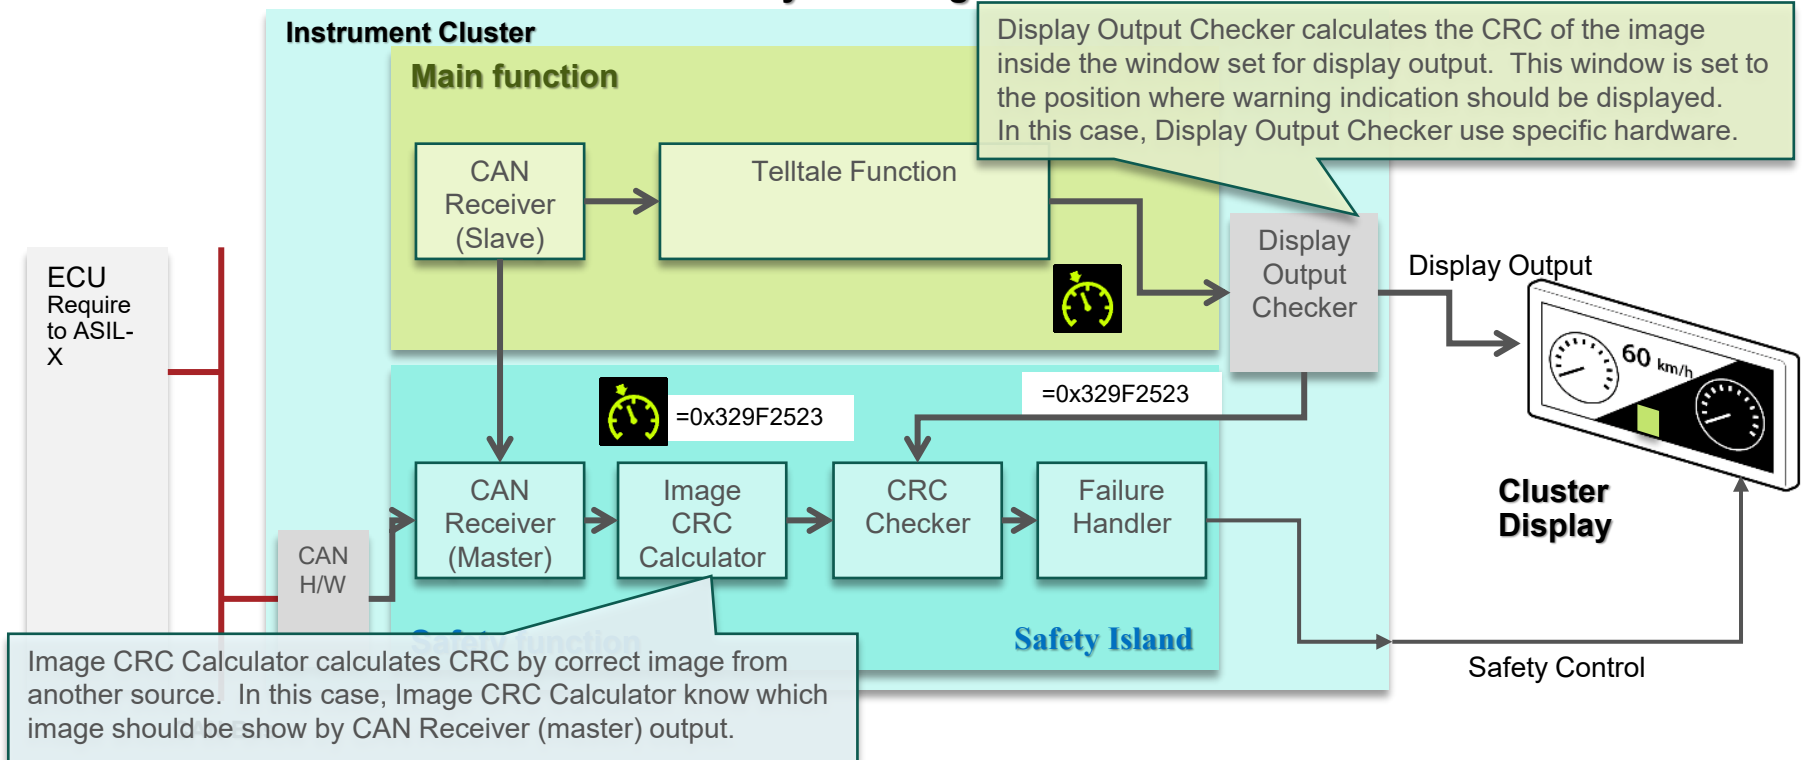 Instrument Cluster
Main function
Display Output Checker calculates the CRC of the image
inside the window set for display output.  This window is set to
the position where warning indication should be displayed.
In this case, Display Output Checker use specific hardware.
CAN
Receiver
(Slave)
Telltale Function
Display
Output
Checker
Display Output
ECU
Require
to ASIL-
X
60 km/h
=0x329F2523
=0x329F2523
CAN
Receiver
(Master)
Image
CRC
Calculator
CRC
Checker
Failure
Handler
Cluster
Display
CAN
H/W
Safety function
Safety Island
Safety Control
Image CRC Calculator calculates CRC by correct image from
another source.  In this case, Image CRC Calculator know which
image should be show by CAN Receiver (master) output.